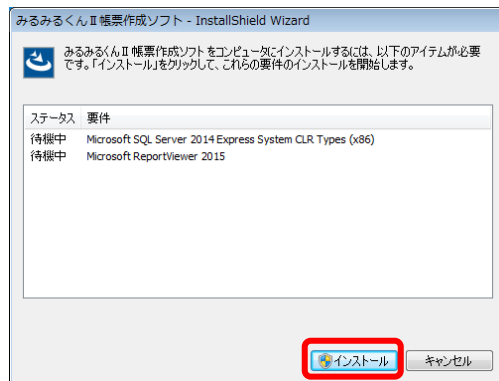 みるみるくんⅡ帳票作成ソフト - InstallShield Wizard
みるみるくんⅡ帳票作成ソフトをコンピュータにインストールするには、以下のアイテムが必要
です。「インストール」をクリックして、これらの要件のインストールを開始します。
ステータス 要件
待機中 Microsoft SQL Server 2014 Express System CLR Types (x86)
待機中 Microsoft ReportViewer 2015
インストール キャンセル